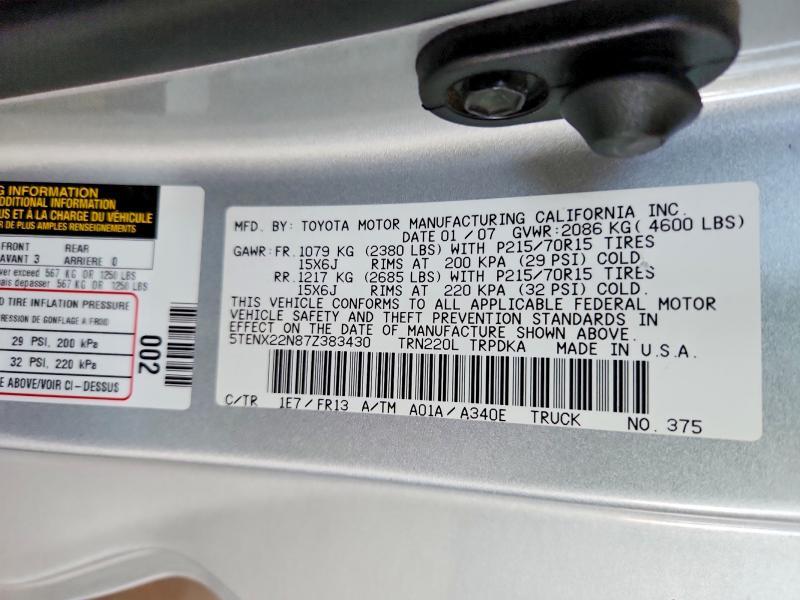 G INFORMATION
ADDITIONAL INFORMATION
US ET À LA CHARGE DU VÉHICULE
R DE PLUS AMPLES RENSEIGNEMENTS
FRONT REAR
AVANT 3 ARRIÈRE 0
ver exceed 567 KG OR 1250 LBS
ais depasser 567 KG OR 1250 LBS
D TIRE INFLATION PRESSURE
RESSION DE GONFLAGE A FROID
29 PSI, 200 kPa
32 PSI, 220 kPa
E ABOVE/VOIR CI-DESSUS
002
MFD. BY: TOYOTA MOTOR MANUFACTURING CALIFORNIA INC.
DATE 01 / 07 GVWR:2086 KG( 4600 LBS)
GAWR: FR. 1079 KG (2380 LBS) WITH P215/70R15 TIRES
15X6J RIMS AT 200 KPA (29 PSI) COLD.
RR. 1217 KG (2685 LBS) WITH P215/70R15 TIRES
15X6J RIMS AT 220 KPA (32 PSI) COLD.
THIS VEHICLE CONFORMS TO ALL APPLICABLE FEDERAL MOTOR
VEHICLE SAFETY AND THEFT PREVENTION STANDARDS IN
EFFECT ON THE DATE OF MANUFACTURE SHOWN ABOVE.
5TENX22N87Z383430 TRN220L TRPDKA MADE IN U.S.A.
C/TR 1E7/FR13 A/TM A01A/A340E TRUCK NO. 375